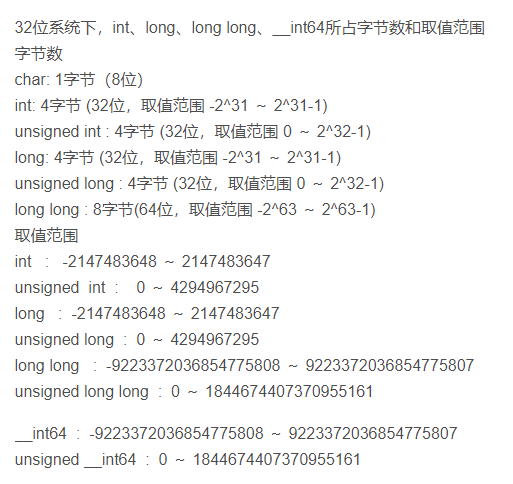 32位系统下，int、long、long long、__int64所占字节数和取值范围
字节数
char: 1字节（8位）
int: 4字节 (32位，取值范围 -2^31 ～ 2^31-1)
unsigned int : 4字节 (32位，取值范围 0 ～ 2^32-1)
long: 4字节 (32位，取值范围 -2^31 ～ 2^31-1)
unsigned long : 4字节 (32位，取值范围 0 ～ 2^32-1)
long long : 8字节(64位，取值范围 -2^63 ～ 2^63-1)
取值范围
int ： -2147483648 ～ 2147483647
unsigned int ： 0 ～ 4294967295
long ：-2147483648 ～ 2147483647
unsigned long ：0 ～ 4294967295
long long ：-9223372036854775808 ～ 9223372036854775807
unsigned long long ：0 ～ 1844674407370955161
__int64 ：-9223372036854775808 ～ 9223372036854775807
unsigned __int64 ：0 ～ 1844674407370955161